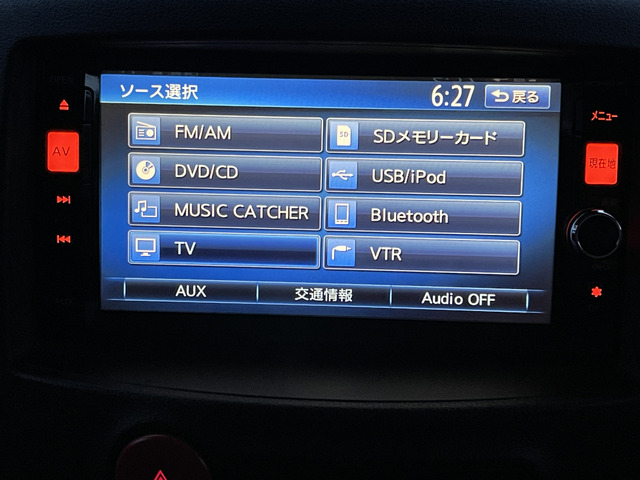 ソース選択
6:27
戻る
FM/AM
SDメモリーカード
SD
DVD/CD
USB/iPod
MUSIC CATCHER
Bluetooth
TV
VTR
AUX
交通情報
Audio OFF
AV
メニュー
現在地